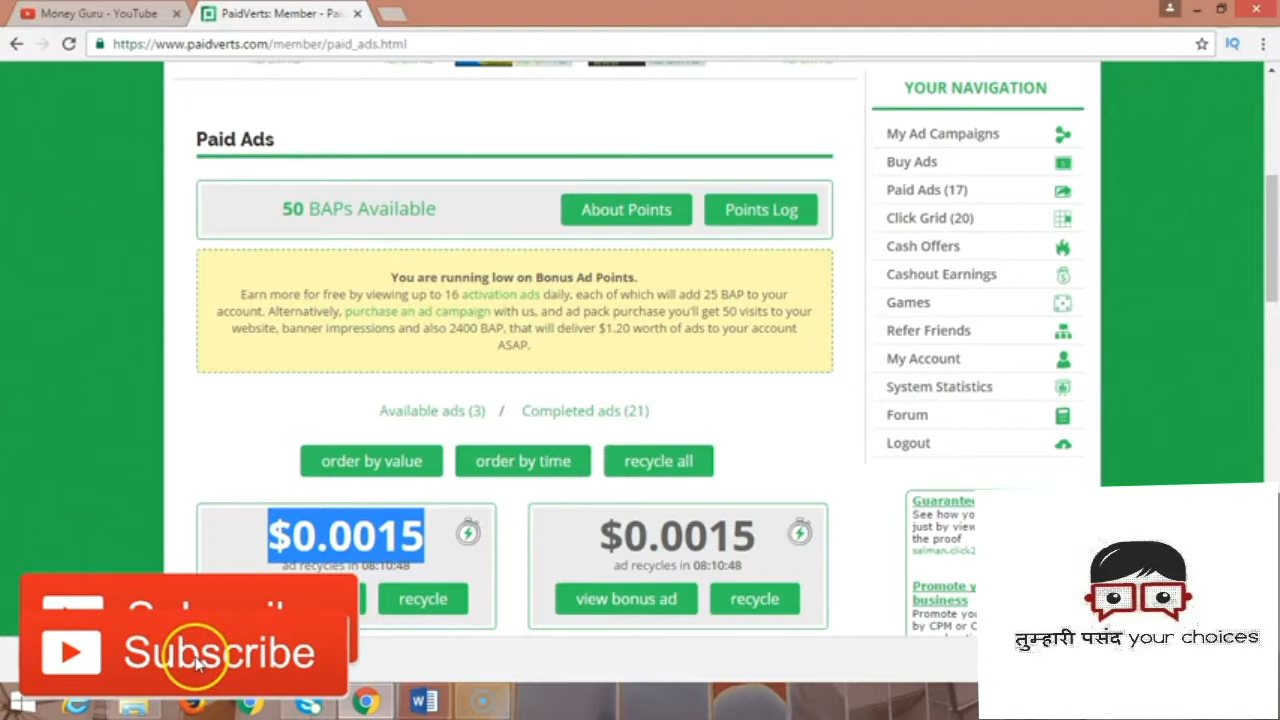 Money Guru - YouTube
PaidVerts: Member - Pai
IQ
https://www.paidverts.com/member/paid_ads.html
Paid Ads
50 BAPs Available
About Points
Points Log
You are running low on Bonus Ad Points.
Earn more for free by viewing up to 16 activation ads daily, each of which will add 25 BAP to your
account. Alternatively, purchase an ad campaign with us, and ad pack purchase you'll get 50 visits to your
website, banner impressions and also 2400 BAP, that will deliver $1.20 worth of ads to your account
ASAP.
Available ads (3) / Completed ads (21)
order by value
order by time
recycle all
$0.0015
ad recycles in 08:10:48
recycle
$0.0015
ad recycles in 08:10:48
view bonus ad
recycle
YOUR NAVIGATION
My Ad Campaigns
Buy Ads
Paid Ads (17)
Click Grid (20)
Cash Offers
Cashout Earnings
Games
Refer Friends
My Account
System Statistics
Forum
Logout
Guarantee
See how yo
just by view
the proof
salman.click2
Promote y
business
Promote you
by CPM or C
Subscribe
तुम्हारी पसंद your choices